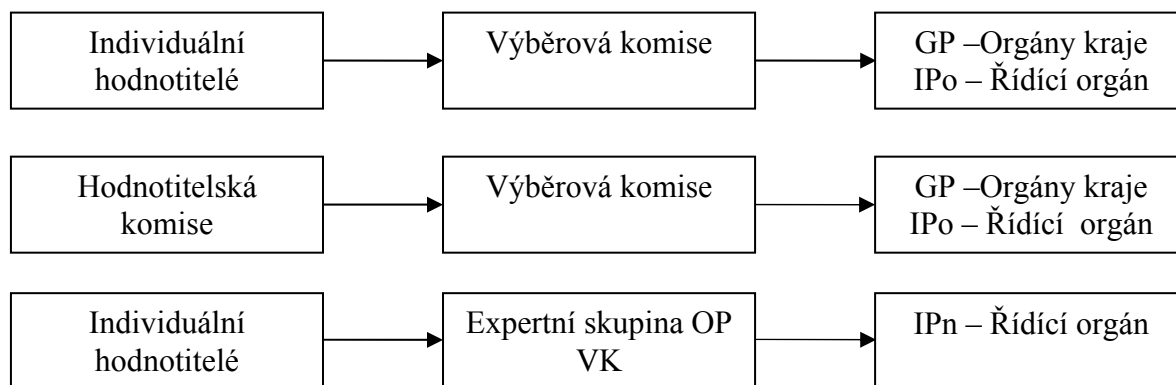 Individuální
hodnotitelé
Výběrová komise
GP –Orgány kraje
IPo – Řídící orgán
Hodnotitelská
komise
Výběrová komise
GP –Orgány kraje
IPo – Řídící  orgán
Individuální
hodnotitelé
Expertní skupina OP
VK
IPn – Řídící orgán